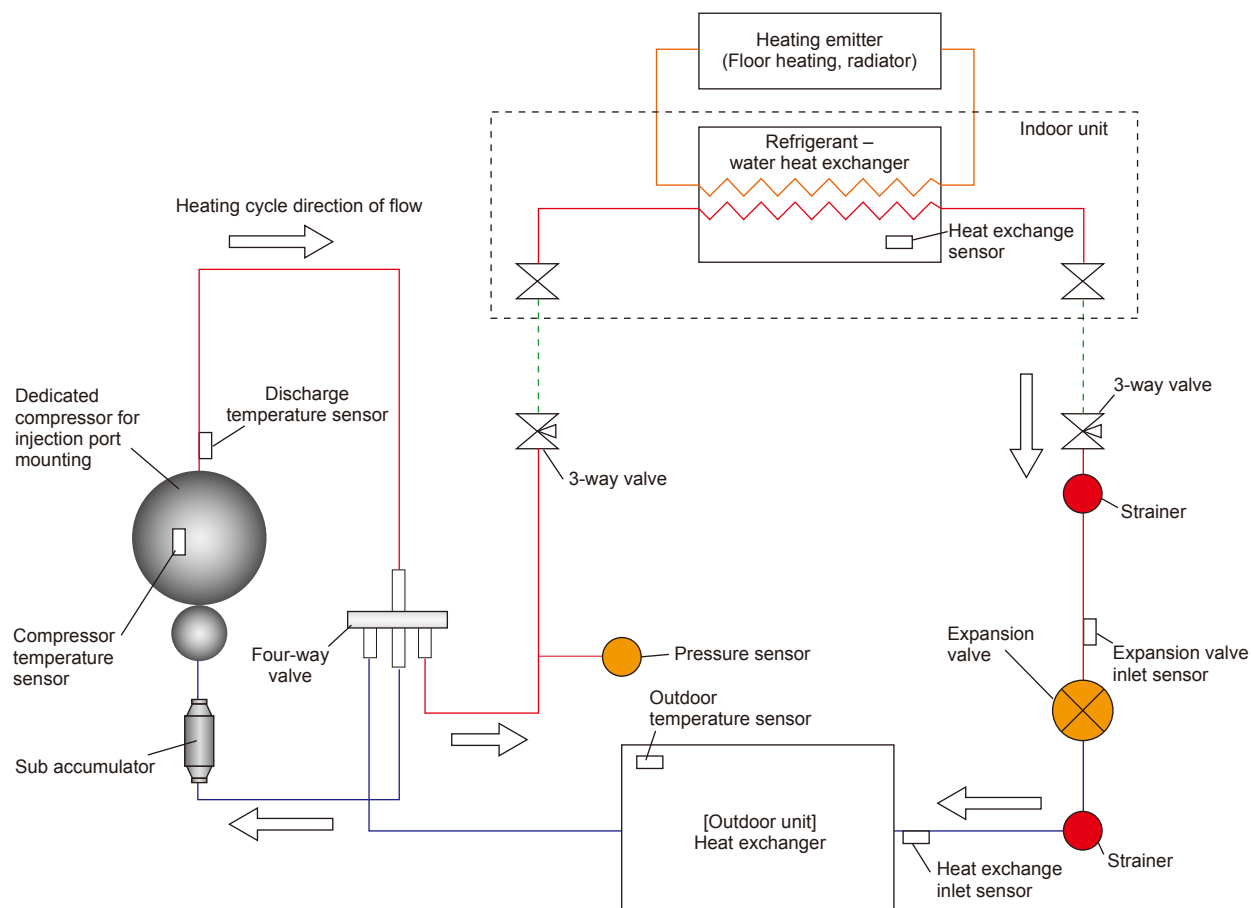 Heating emitter
(Floor heating, radiator)
Indoor unit
Refrigerant –
water heat exchanger
Heating cycle direction of flow
Heat exchange
sensor
Dedicated
compressor for
injection port
mounting
Discharge
temperature sensor
3-way valve
3-way valve
Strainer
Compressor
temperature
sensor
Four-way
valve
Pressure sensor
Expansion
valve
Expansion valve
inlet sensor
Outdoor
temperature sensor
Sub accumulator
[Outdoor unit]
Heat exchanger
Heat exchange
inlet sensor
Strainer